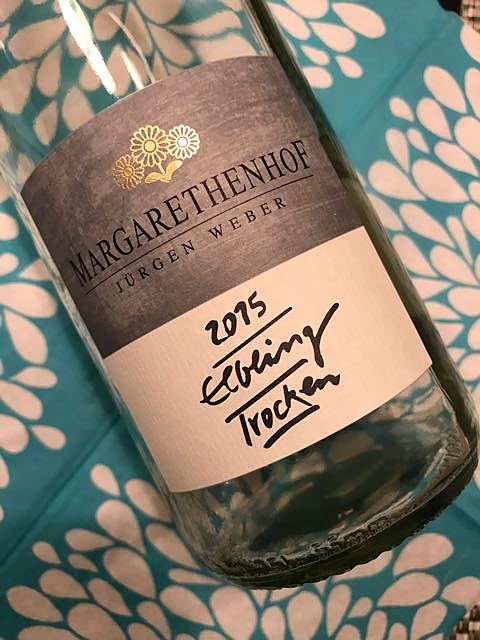 MARGARETHENHOF
JÜRGEN WEBER
2015
Elbling
Trocken